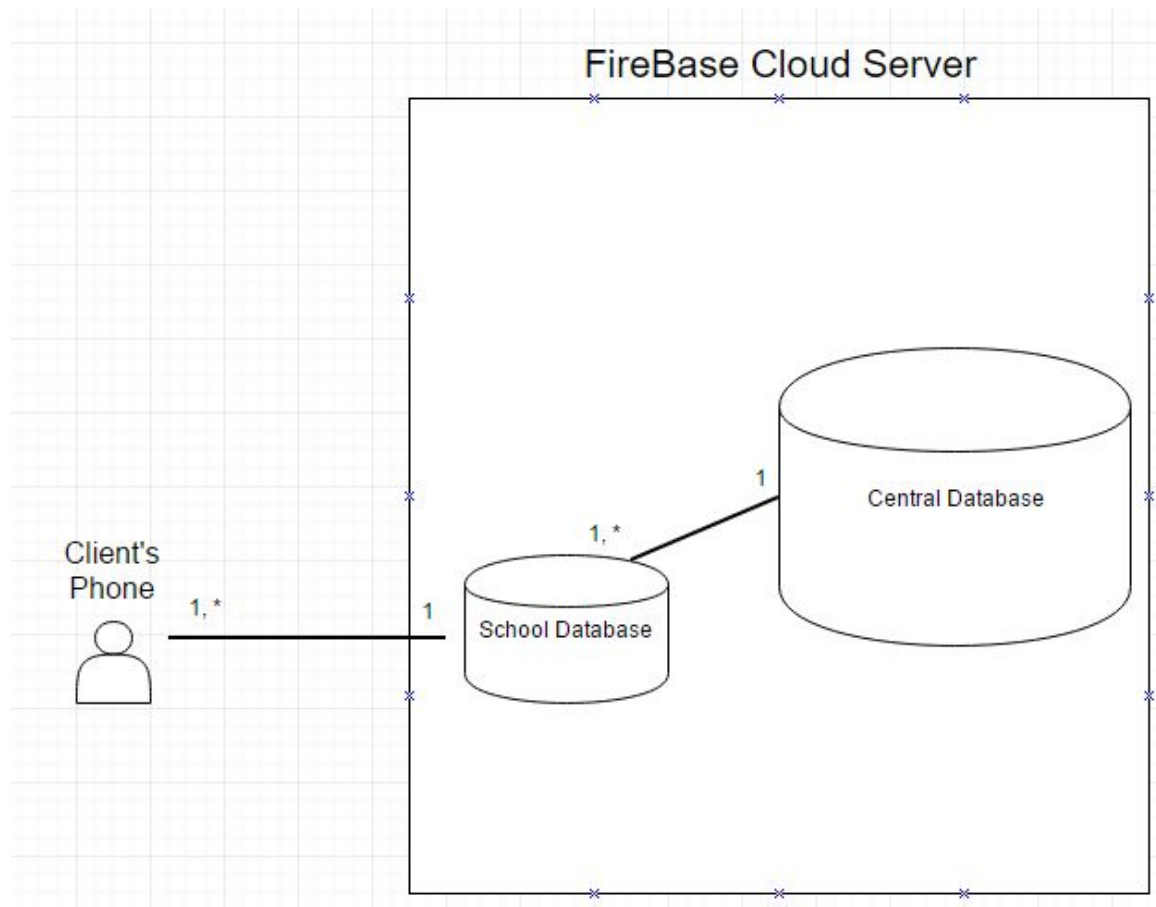 FireBase Cloud Server
Central Database
1
1, *
Client's
Phone
1, *
1
School Database